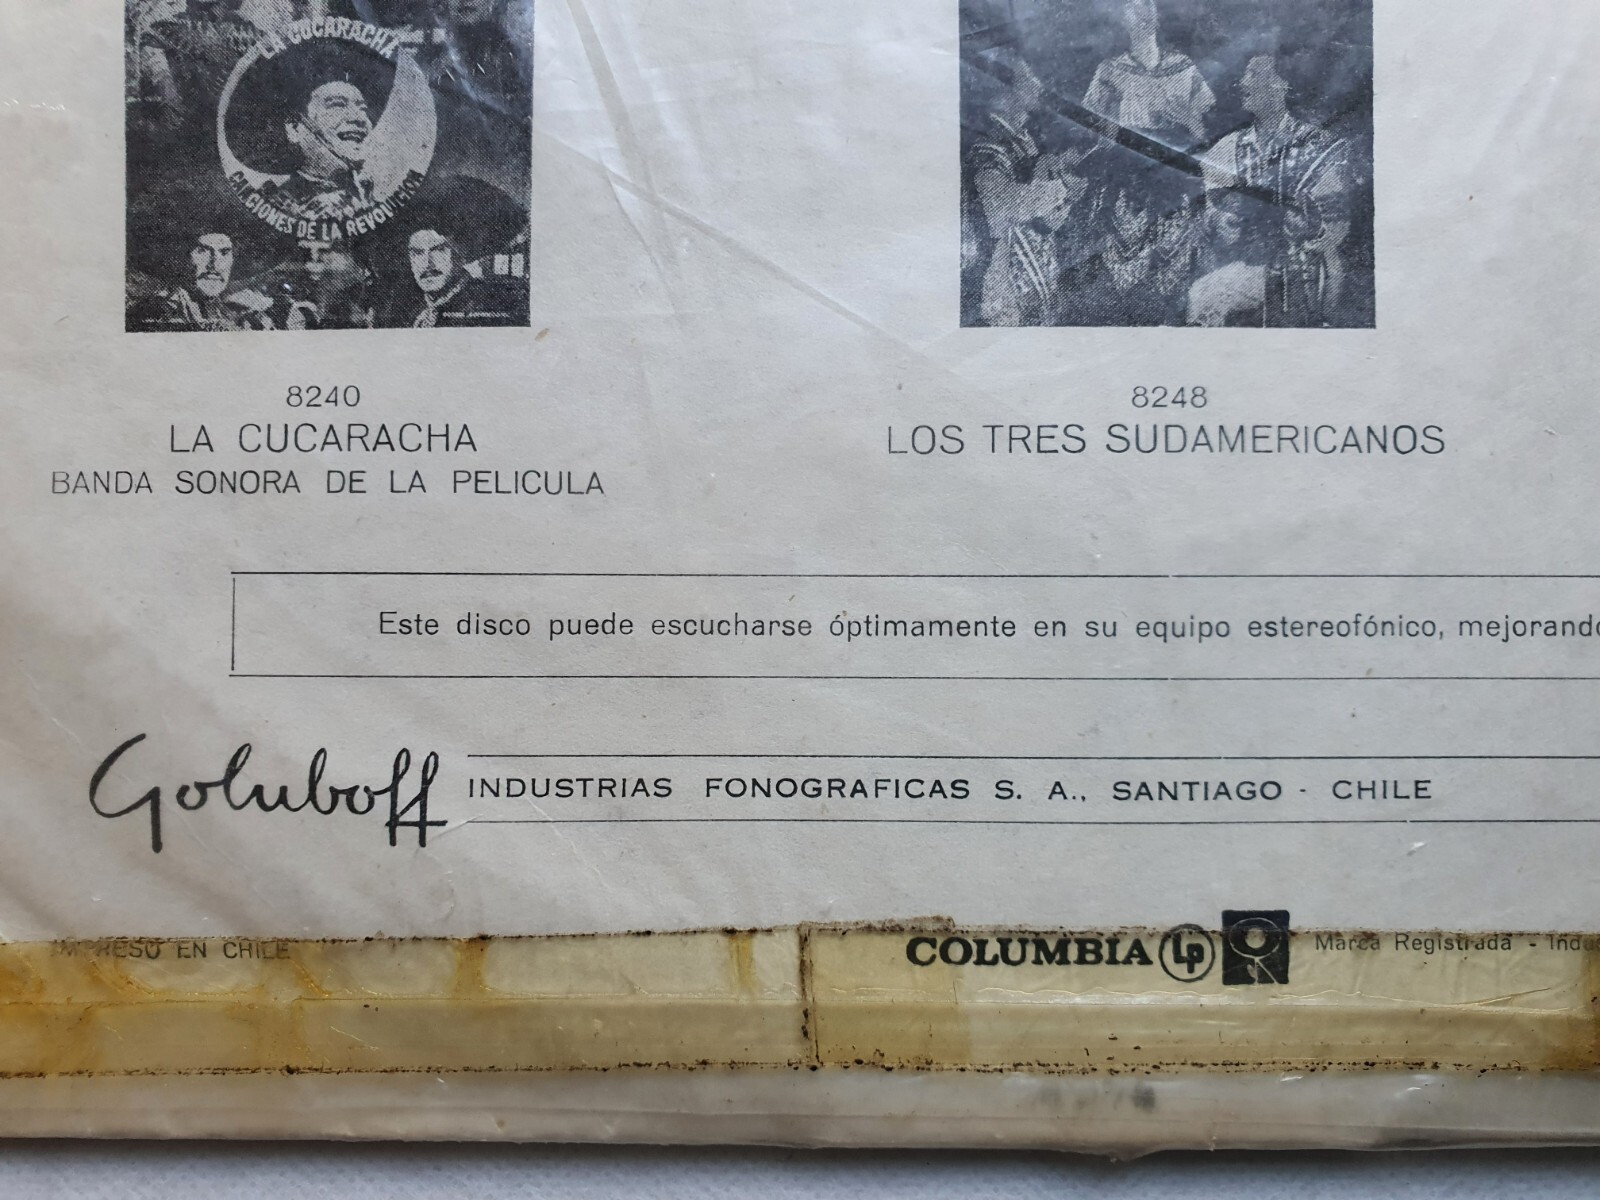 LA CUCARACHA
CACIONES DE LA REVOLUCION
8240
LA CUCARACHA
BANDA SONORA DE LA PELICULA
8248
LOS TRES SUDAMERICANOS
Este disco puede escucharse óptimamente en su equipo estereofónico, mejorando
Goluboff INDUSTRIAS FONOGRAFICAS S. A., SANTIAGO - CHILE
IMPRESO EN CHILE
COLUMBIA Lp Marca Registrada - Indu